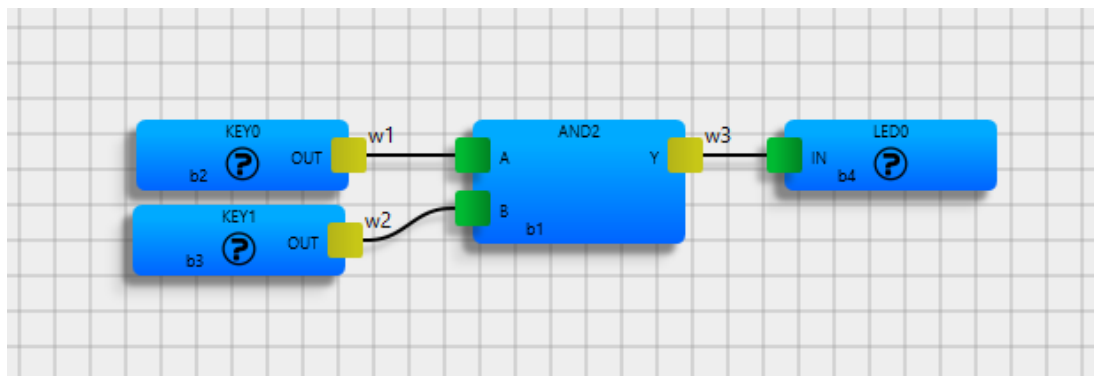 KEY0
?
OUT
b2
w1
KEY1
?
OUT
b3
w2
AND2
A
Y
B
b1
w3
LED0
IN
?
b4